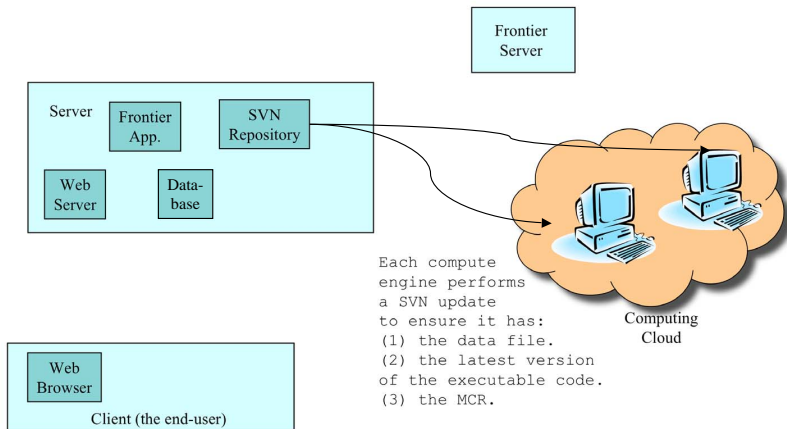 Frontier
Server
Server
Frontier
App.
SVN
Repository
Web
Server
Data-
base
Each compute
engine performs
a SVN update
to ensure it has:
(1) the data file.
(2) the latest version
of the executable code.
(3) the MCR.
Computing
Cloud
Web
Browser
Client (the end-user)